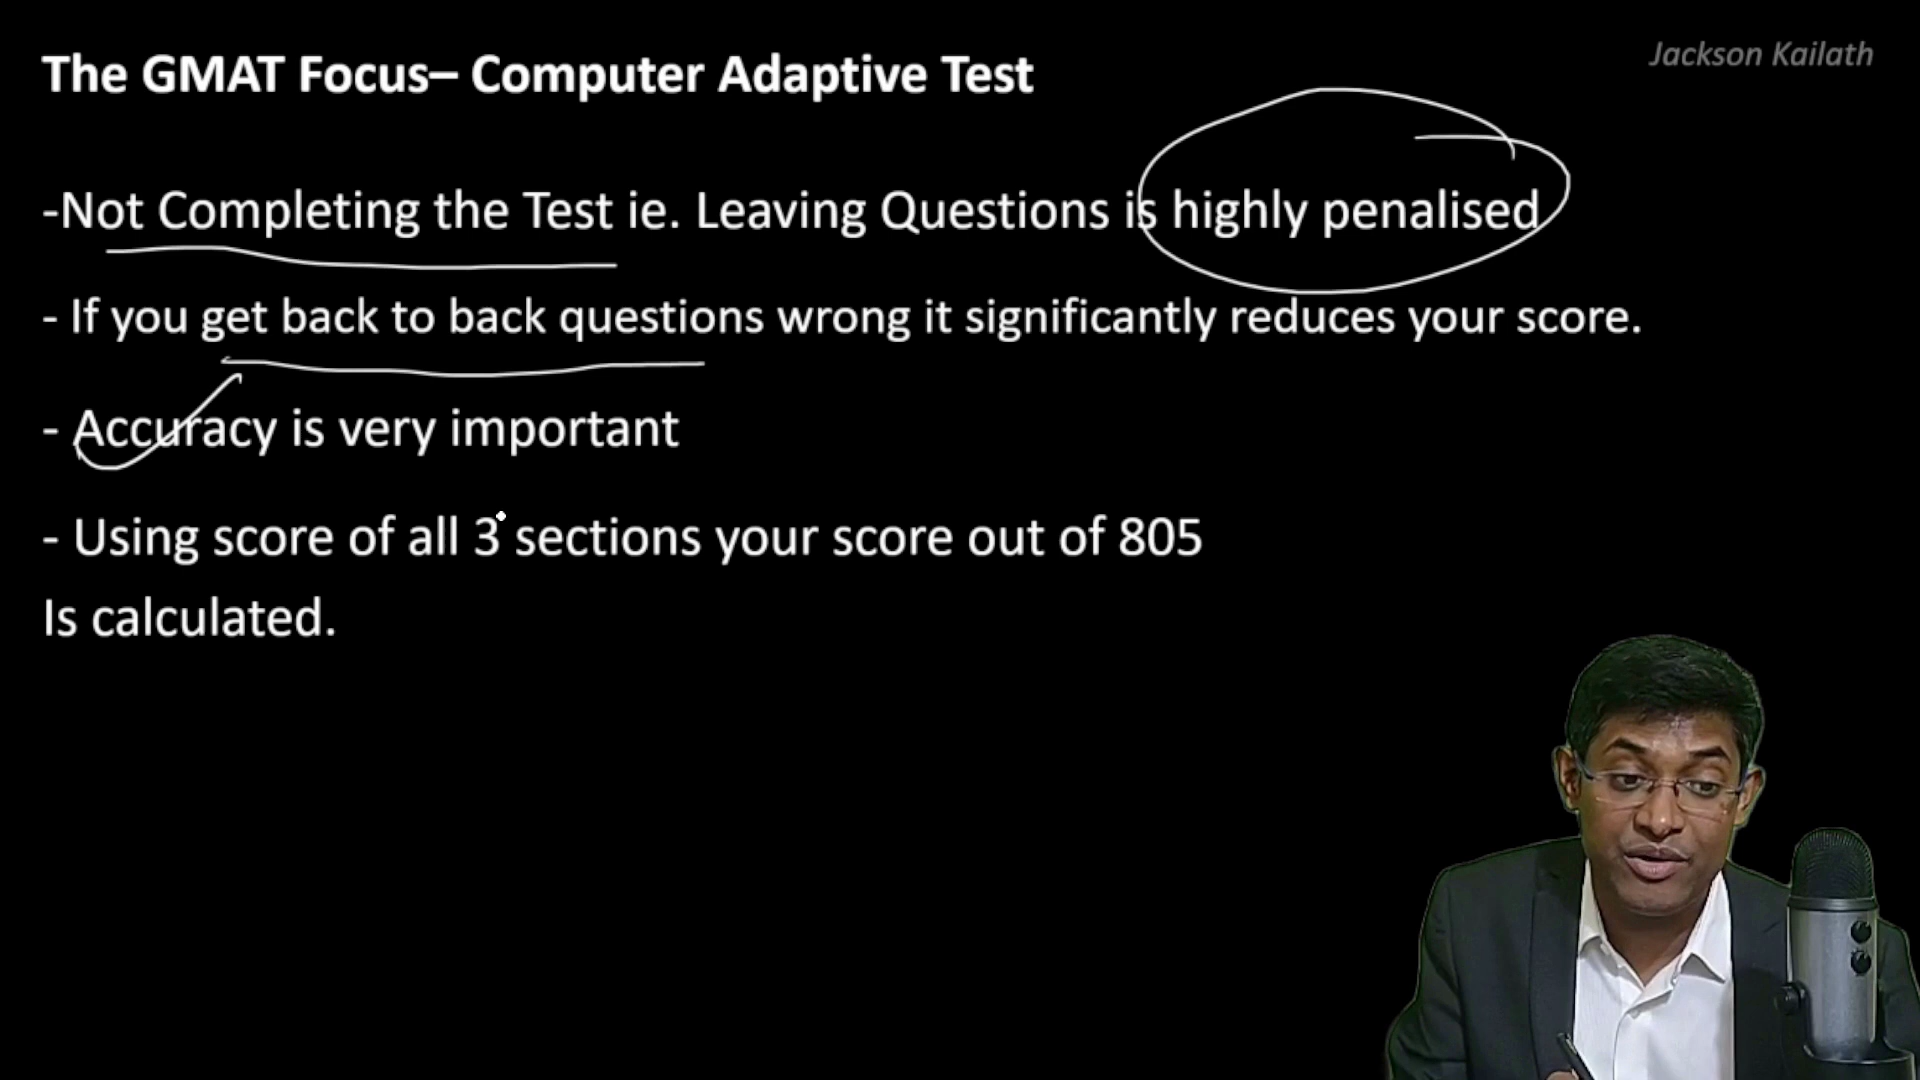 The GMAT Focus– Computer Adaptive Test
Jackson Kailath
-Not Completing the Test ie. Leaving Questions is highly penalised
- If you get back to back questions wrong it significantly reduces your score.
- Accuracy is very important
- Using score of all 3 sections your score out of 805
Is calculated.